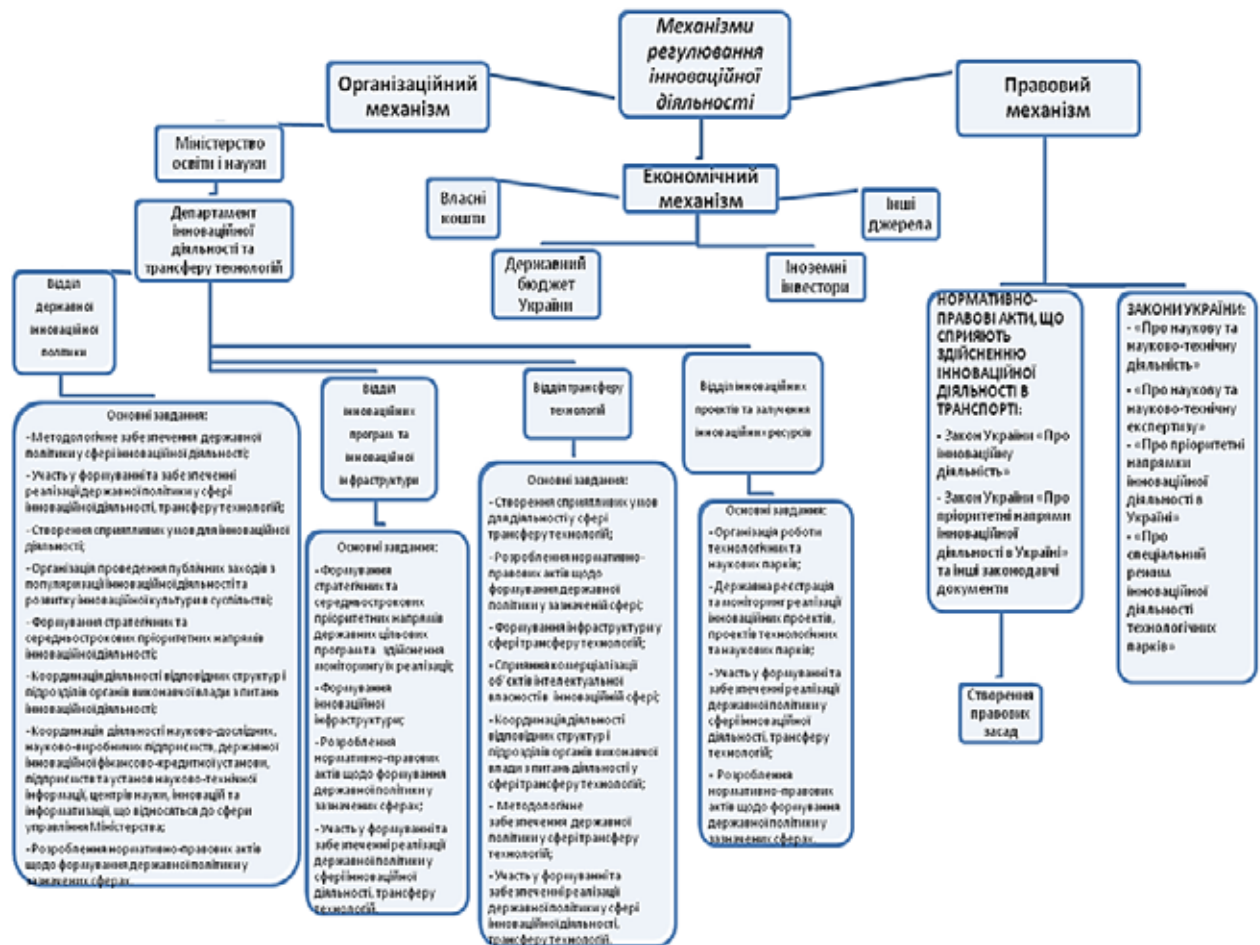 Механізми
регулювання
інноваційної
діяльності
Організаційний
механізм
Правовий
механізм
Міністерство
освіти і науки
Економічний
механізм
Власні
кошти
Інші
джерела
Департамент
інноваційної
діяльності та
трансферу технологій
Державний
бюджет
України
Іноземні
інвестори
Відділ
державної
інноваційної
політики
Основні завдання:
- Методологічне забезпечення державної
політики у сфері інноваційної діяльності;
- Участь у формуванні та забезпеченні
реалізації державної політики у сфері
інноваційної діяльності, трансферу технологій;
- Створення сприятливих умов для інноваційної
діяльності;
- Організація проведення публічних заходів з
популяризації інноваційної діяльності та
розвитку інноваційної культури в суспільстві;
- Формування стратегічних та
середньострокових пріоритетних напрямів
інноваційної діяльності;
- Координація діяльності відповідних структур і
підрозділів органів виконавчої влади з питань
інноваційної діяльності;
- Координація діяльності науково-дослідних,
науково-виробничих підприємств, державної
інноваційної фінансово-кредитної установи,
підприємств та установ науково-технічної
інформації, центрів науки, інновацій та
інформатизації, що відносяться до сфери
управління Міністерства;
- Розроблення нормативно-правових актів
щодо формування державної політики у
зазначених сферах.
Відділ
інноваційних
програм та
інноваційної
інфраструктури
Основні завдання:
- Формування
стратегічних та
середньострокових
пріоритетних напрямів
державних цільових
програм та здійснення
моніторингу їх реалізації;
- Формування
інноваційної
інфраструктури;
- Розроблення
нормативно-правових
актів щодо формування
державної політики у
зазначених сферах;
- Участь у формуванні та
забезпеченні реалізації
державної політики у
сфері інноваційної
діяльності, трансферу
технологій.
Відділ трансферу
технологій
Основні завдання:
- Створення сприятливих умов
для діяльності у сфері
трансферу технологій;
- Розроблення нормативно-
правових актів щодо
формування державної
політики у зазначеній сфері;
- Формування інфраструктури у
сфері трансферу технологій;
- Сприяння комерціалізації
об'єктів інтелектуальної
власності в інноваційній сфері;
- Координація діяльності
відповідних структур і
підрозділів органів виконавчої
влади з питань діяльності у
сфері трансферу технологій;
- Методологічне
забезпечення державної
політики у сфері трансферу
технологій;
- Участь у формуванні та
забезпеченні реалізації
державної політики у сфері
інноваційної діяльності,
трансферу технологій.
Відділ інноваційних
проектів та залучення
інноваційних ресурсів
Основні завдання:
- Організація роботи
технологічних та
наукових парків;
- Державна реєстрація
та моніторинг реалізації
інноваційних проектів,
проектів технологічних
та наукових парків;
- Участь у формуванні та
забезпеченні реалізації
державної політики у
сфері інноваційної
діяльності, трансферу
технологій;
- Розроблення
нормативно-правових
актів щодо формування
державної політики у
зазначених сферах.
НОРМАТИВНО-
ПРАВОВІ АКТИ, ЩО
СПРИЯЮТЬ
ЗДІЙСНЕННЮ
ІННОВАЦІЙНОЇ
ДІЯЛЬНОСТІ В
ТРАНСПОРТІ:
- Закон України «Про
інноваційну
діяльність»
- Закон України «Про
пріоритетні напрями
інноваційної
діяльності в Україні»
та інші законодавчі
документи
Створення
правових
засад
ЗАКОНИ УКРАЇНИ:
- «Про наукову та
науково-технічну
діяльність»
- «Про наукову та
науково-технічну
експертизу»
- «Про пріоритетні
напрямки
інноваційної
діяльності в
Україні»
- «Про
спеціальний
режим
інноваційної
діяльності
технологічних
парків»